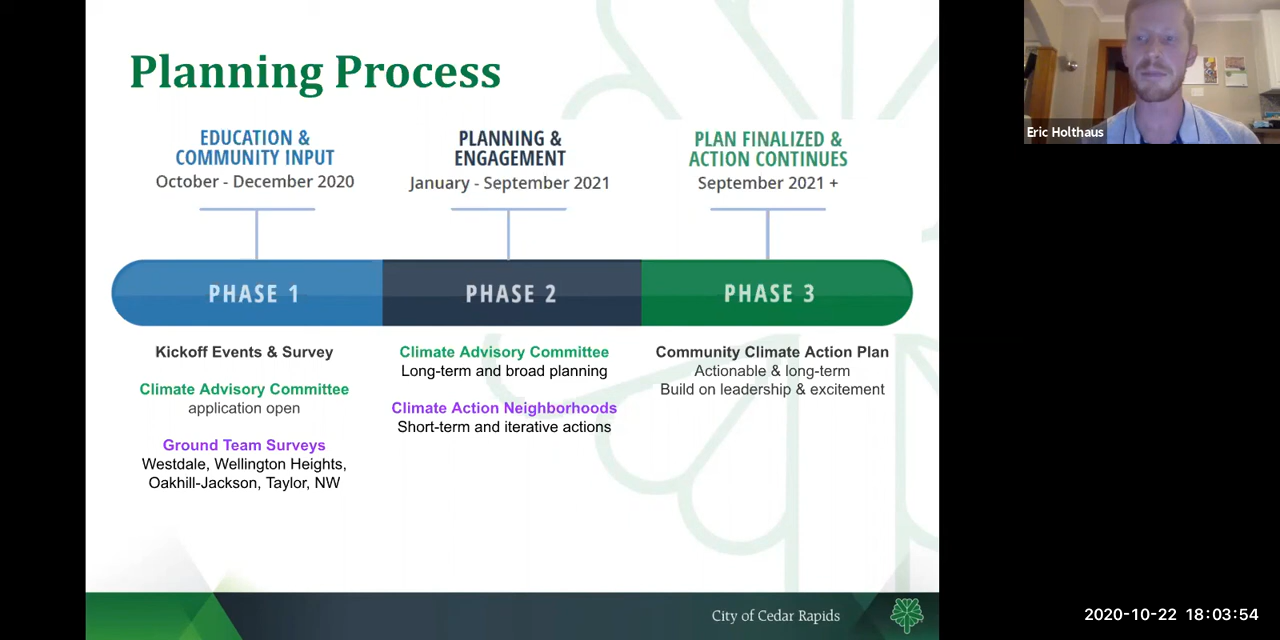 Planning Process
EDUCATION &
COMMUNITY INPUT
October - December 2020
PLANNING &
ENGAGEMENT
January - September 2021
PLAN FINALIZED &
ACTION CONTINUES
September 2021 +
PHASE 1
PHASE 2
PHASE 3
Kickoff Events & Survey
Climate Advisory Committee
application open
Ground Team Surveys
Westdale, Wellington Heights,
Oakhill-Jackson, Taylor, NW
Climate Advisory Committee
Long-term and broad planning
Climate Action Neighborhoods
Short-term and iterative actions
Community Climate Action Plan
Actionable & long-term
Build on leadership & excitement
City of Cedar Rapids
Eric Holthaus
2020-10-22 18:03:54